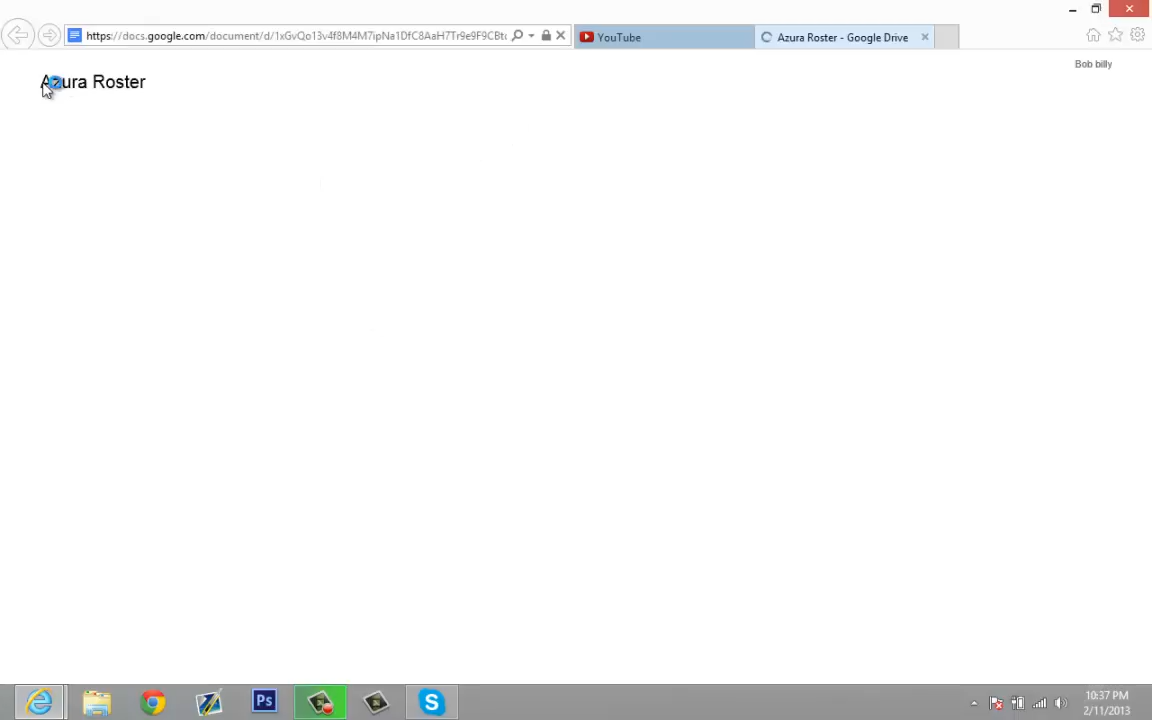 https://docs.google.com/document/d/1xGvQo13v4f8M4M7ipNa1DfC8AaH7Tr9e9F9CBt
YouTube
Azura Roster - Google Drive
Bob billy
Azura Roster
Ps
10:37 PM
2/11/2013